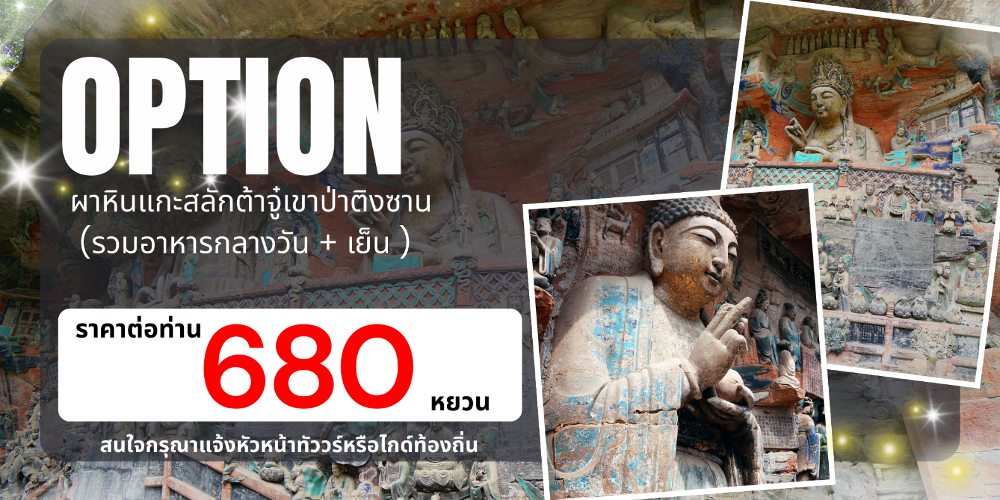 OPTION
ผาหินแกะสลักต้าจู๋เขาป่าติงซาน
(รวมอาหารกลางวัน + เย็น )
ราคาต่อท่าน
680
หยวน
สนใจกรุณาแจ้งหัวหน้าทัววร์หรือไกด์ท้องถิ่น